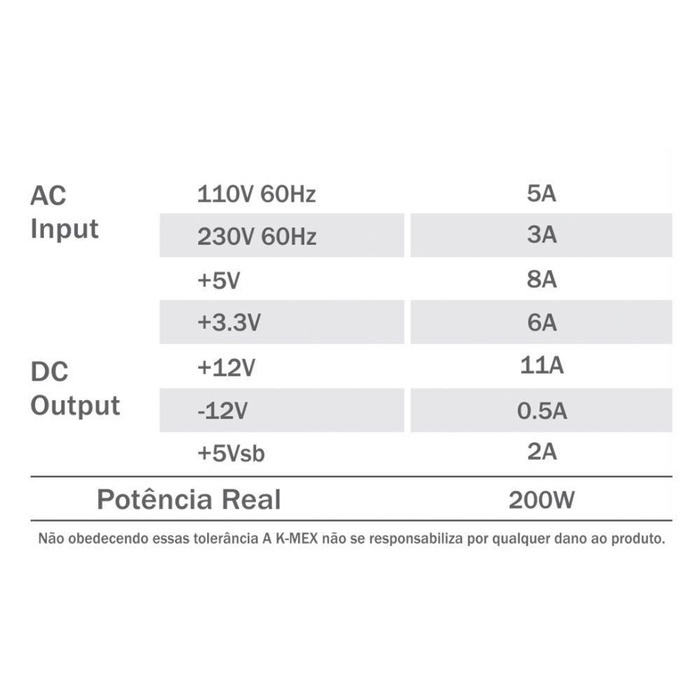 AC
Input
110V 60Hz 5A
230V 60Hz 3A
DC
Output
+5V 8A
+3.3V 6A
+12V 11A
-12V 0.5A
+5Vsb 2A
Potência Real 200W
Não obedecendo essas tolerância A K-MEX não se responsabiliza por qualquer dano ao produto.